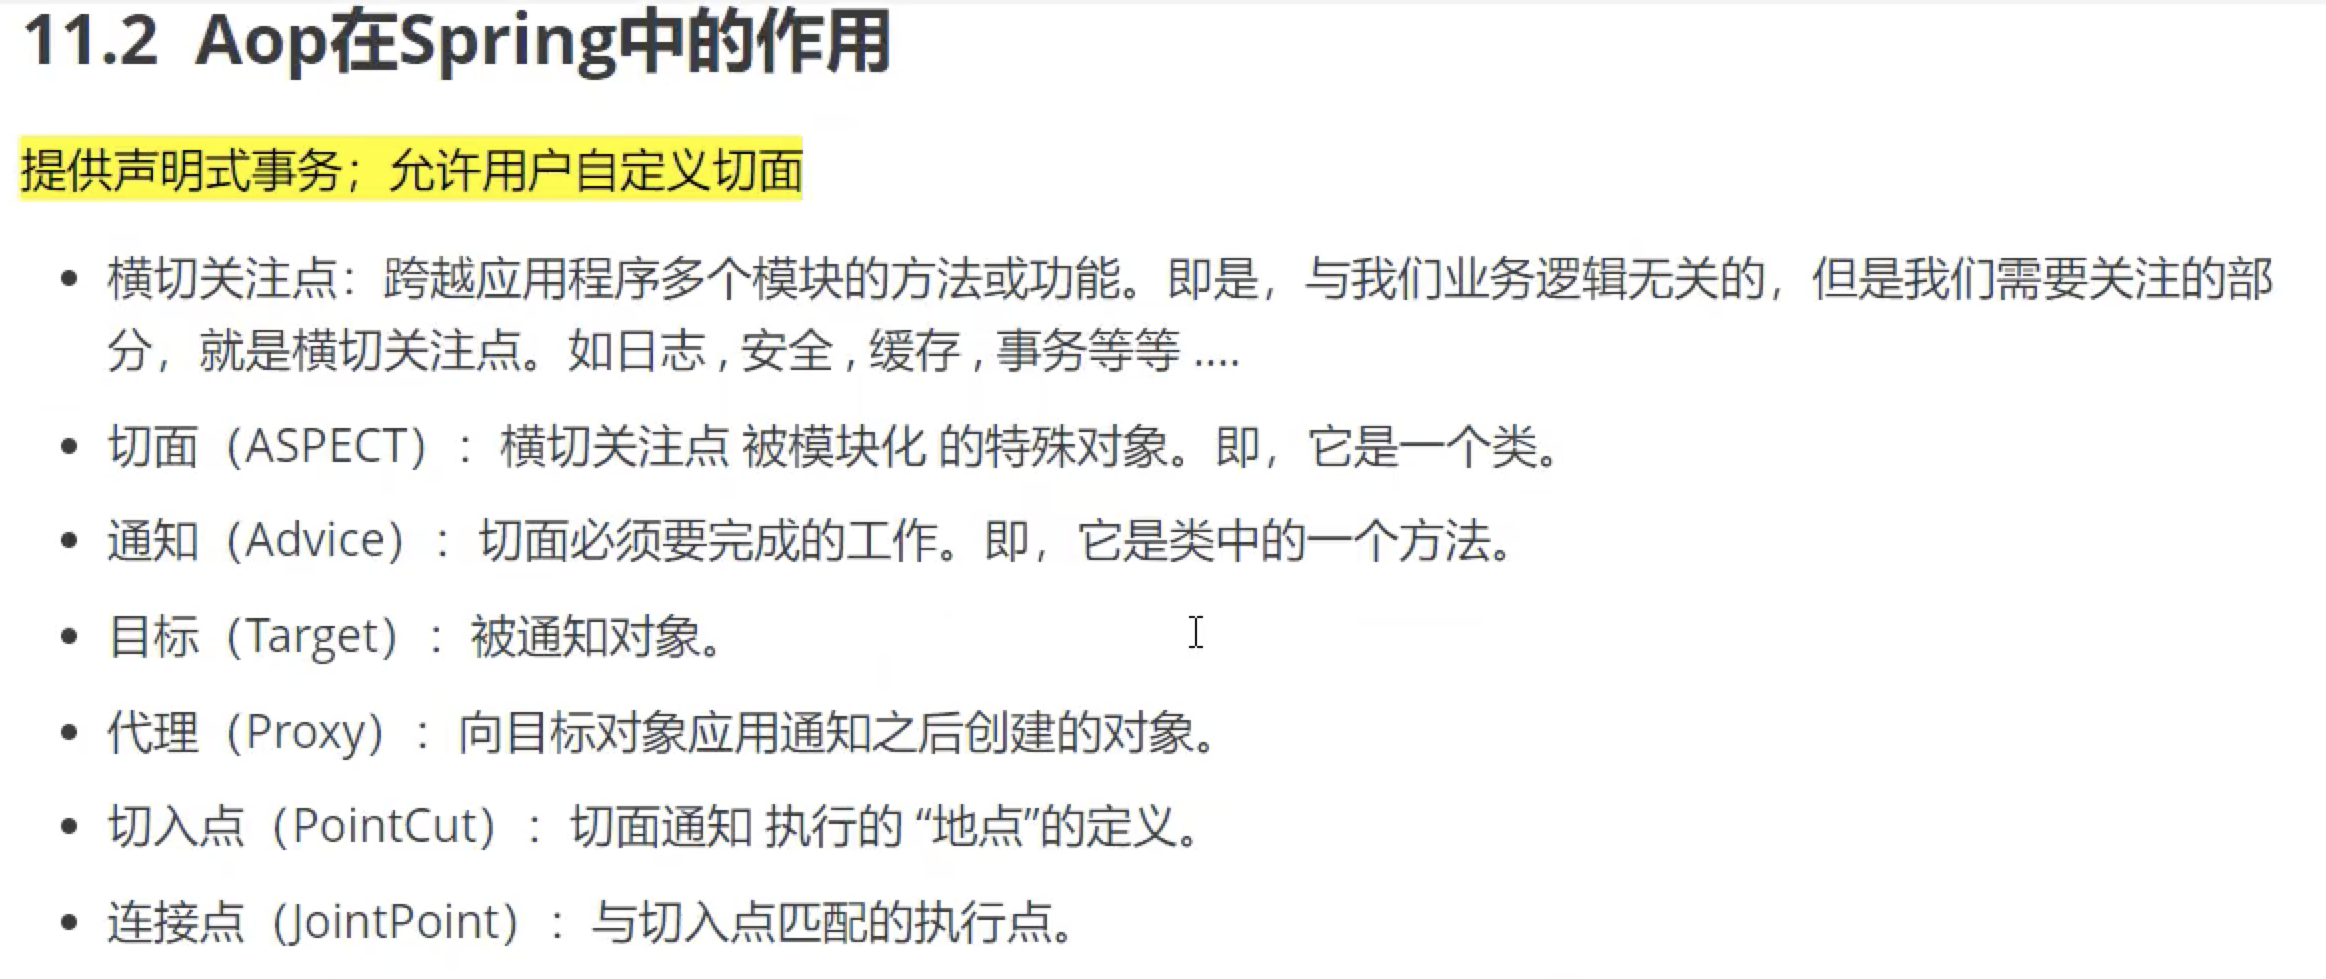 11.2 Aop在Spring中的作用
提供声明式事务；允许用户自定义切面
• 横切关注点：跨越应用程序多个模块的方法或功能。即是，与我们业务逻辑无关的，但是我们需要关注的部
分，就是横切关注点。如日志 , 安全 , 缓存 , 事务等等 ....
• 切面（ASPECT）：横切关注点 被模块化 的特殊对象。即，它是一个类。
• 通知（Advice）：切面必须要完成的工作。即，它是类中的一个方法。
• 目标（Target）：被通知对象。
• 代理（Proxy）：向目标对象应用通知之后创建的对象。
• 切入点（PointCut）：切面通知 执行的 “地点”的定义。
• 连接点（JointPoint）：与切入点匹配的执行点。